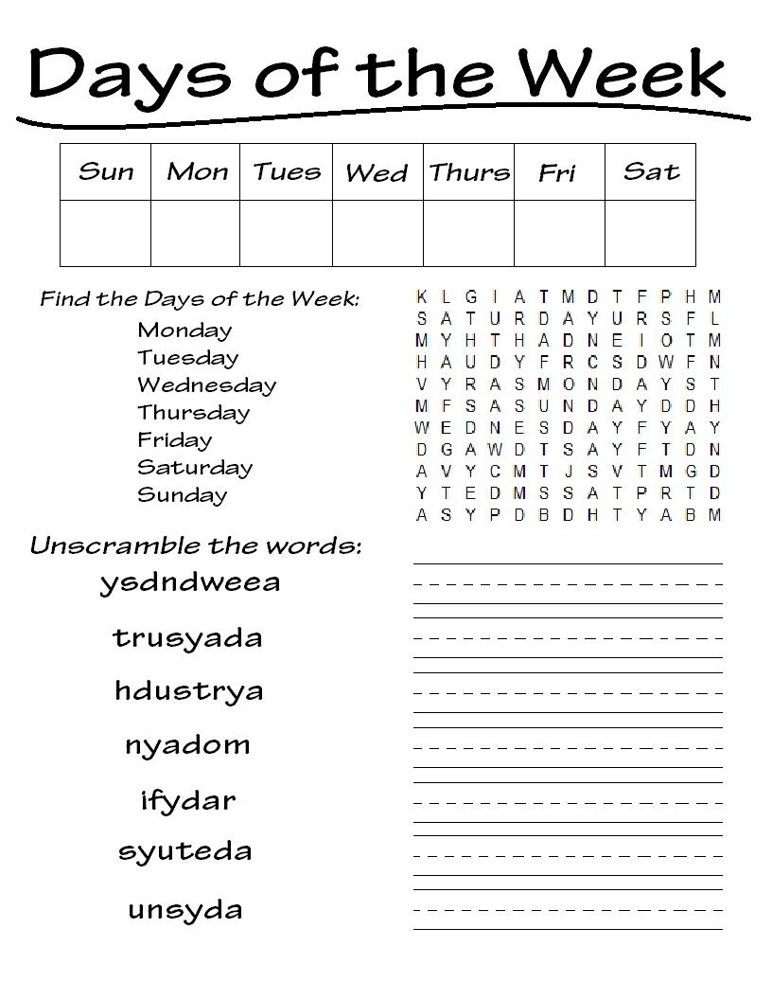 Days of the Week
Sun Mon Tues Wed Thurs Fri Sat
Find the Days of the Week:
Monday
Tuesday
Wednesday
Thursday
Friday
Saturday
Sunday
K L G I A T M D T F P H M
S A T U R D A Y U R S F L
M Y H T H A D N E I O T M
H A U D Y F R C S D W F N
V Y R A S M O N D A Y S T
M F S A S U N D A Y D D H
W E D N E S D A Y F Y A Y
D G A W D T S A Y F T D N
A V Y C M T J S V T M G D
Y T E D M S S A T P R T D
A S Y P D B D H T Y A B M
Unscramble the words:
ysdndweea
trusyada
hdustrya
nyadom
ifydar
syuteda
unsyda